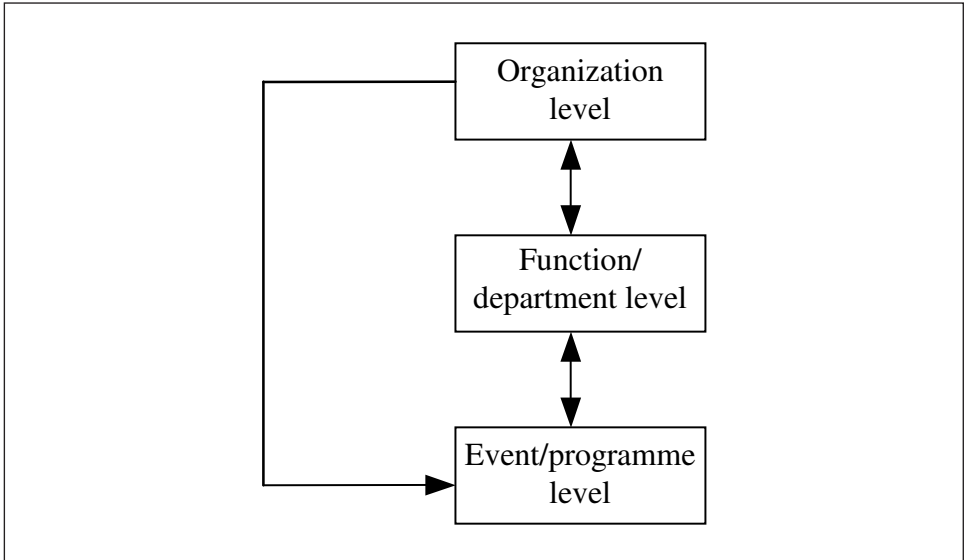 Organization
level
Function/
department level
Event/programme
level